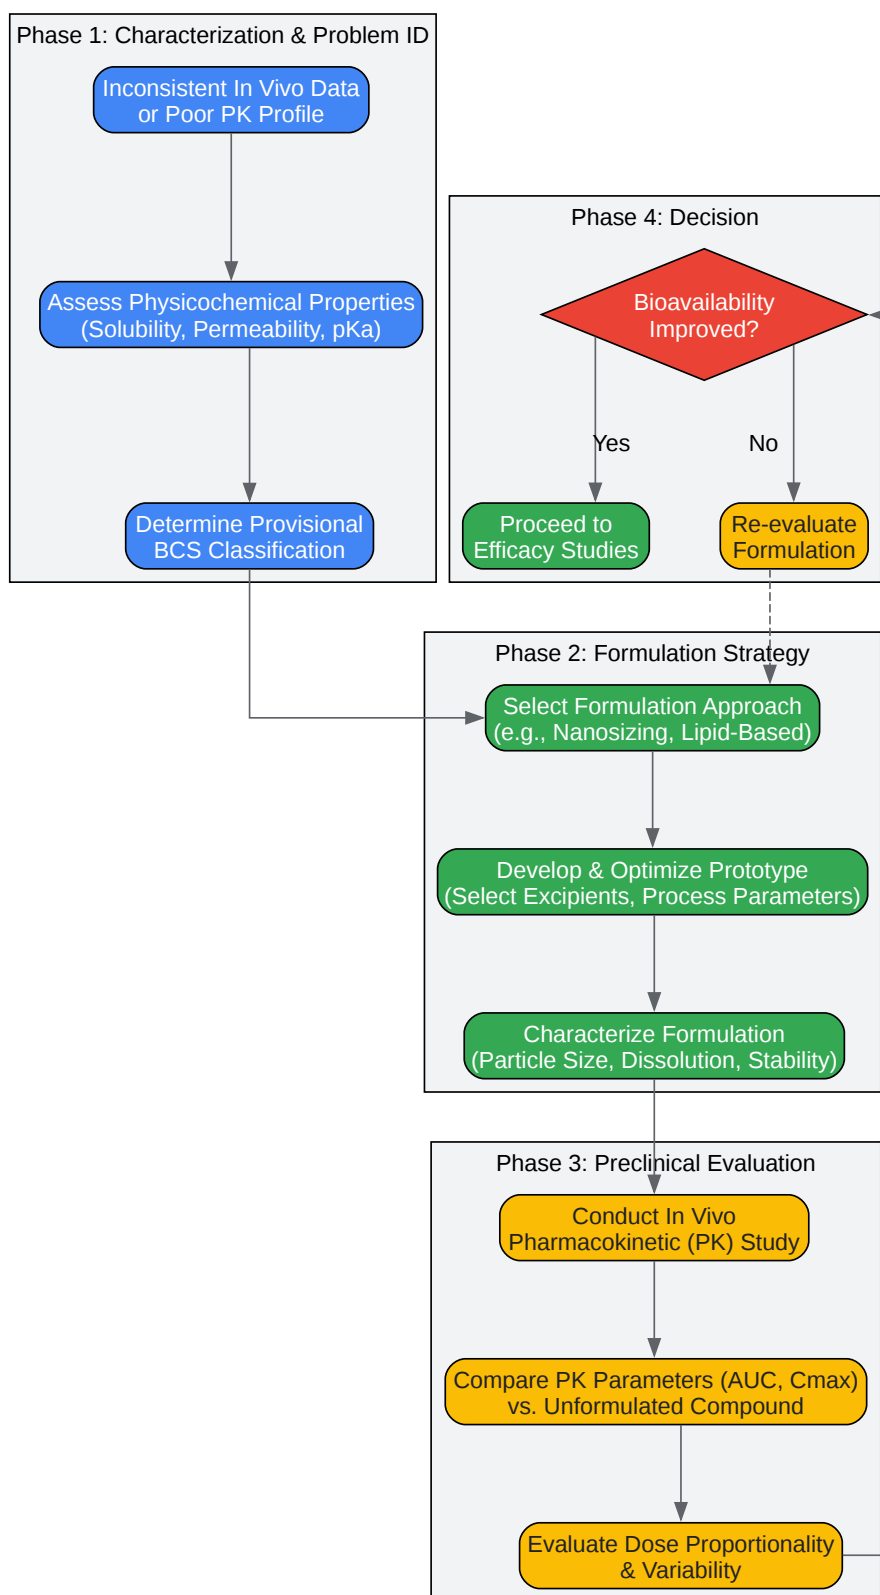 Phase 1: Characterization & Problem ID
Inconsistent In Vivo Data
or Poor PK Profile
Assess Physicochemical Properties
(Solubility, Permeability, pKa)
Determine Provisional
BCS Classification
Phase 4: Decision
Bioavailability
Improved?
Yes
No
Proceed to
Efficacy Studies
Re-evaluate
Formulation
Phase 2: Formulation Strategy
Select Formulation Approach
(e.g., Nanosizing, Lipid-Based)
Develop & Optimize Prototype
(Select Excipients, Process Parameters)
Characterize Formulation
(Particle Size, Dissolution, Stability)
Phase 3: Preclinical Evaluation
Conduct In Vivo
Pharmacokinetic (PK) Study
Compare PK Parameters (AUC, Cmax)
vs. Unformulated Compound
Evaluate Dose Proportionality
& Variability